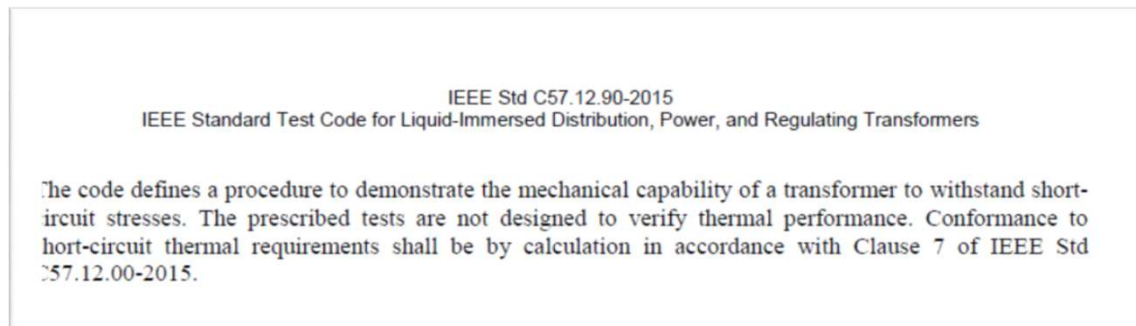 IEEE Std C57.12.90-2015
IEEE Standard Test Code for Liquid-Immersed Distribution, Power, and Regulating Transformers
The code defines a procedure to demonstrate the mechanical capability of a transformer to withstand short-
ircuit stresses. The prescribed tests are not designed to verify thermal performance. Conformance to
hort-circuit thermal requirements shall be by calculation in accordance with Clause 7 of IEEE Std
C57.12.00-2015.